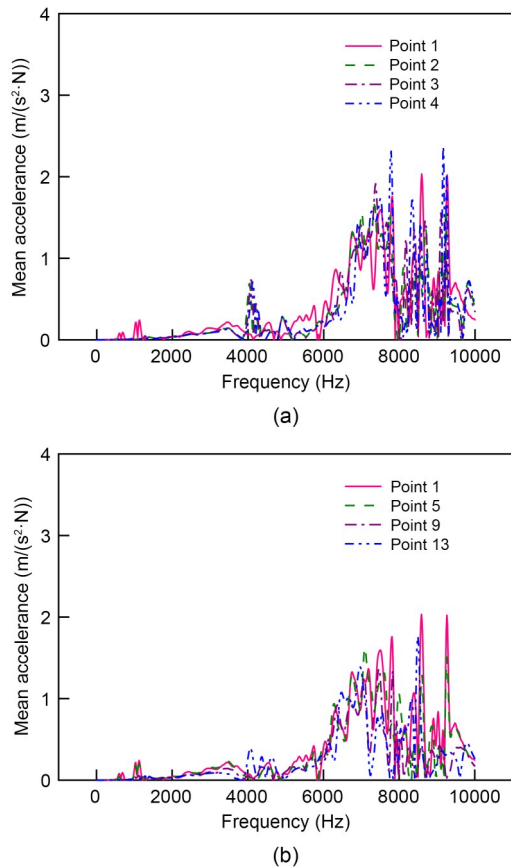 4
3
2
1
0
Mean accelerance (m/(s²·N))
Point 1
Point 2
Point 3
Point 4
0 2000 4000 6000 8000 10000
Frequency (Hz)
(a)
4
3
2
1
0
Mean accelerance (m/(s²·N))
Point 1
Point 5
Point 9
Point 13
0 2000 4000 6000 8000 10000
Frequency (Hz)
(b)